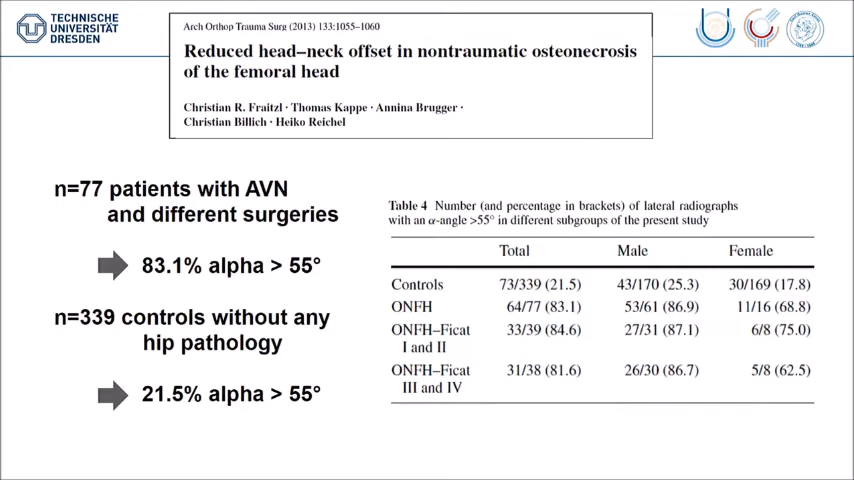 TECHNISCHE
UNIVERSITÄT
DRESDEN
Arch Orthop Trauma Surg (2013) 133:1055–1060
Reduced head–neck offset in nontraumatic osteonecrosis
of the femoral head
Christian R. Fraitzl · Thomas Kappe · Annina Brugger ·
Christian Billich · Heiko Reichel
n=77 patients with AVN
and different surgeries
83.1% alpha > 55°
n=339 controls without any
hip pathology
21.5% alpha > 55°
Table 4 Number (and percentage in brackets) of lateral radiographs
with an α-angle >55° in different subgroups of the present study
Total Male Female
Controls 73/339 (21.5) 43/170 (25.3) 30/169 (17.8)
ONFH 64/77 (83.1) 53/61 (86.9) 11/16 (68.8)
ONFH–Ficat 33/39 (84.6) 27/31 (87.1) 6/8 (75.0)
I and II
ONFH–Ficat 31/38 (81.6) 26/30 (86.7) 5/8 (62.5)
III and IV